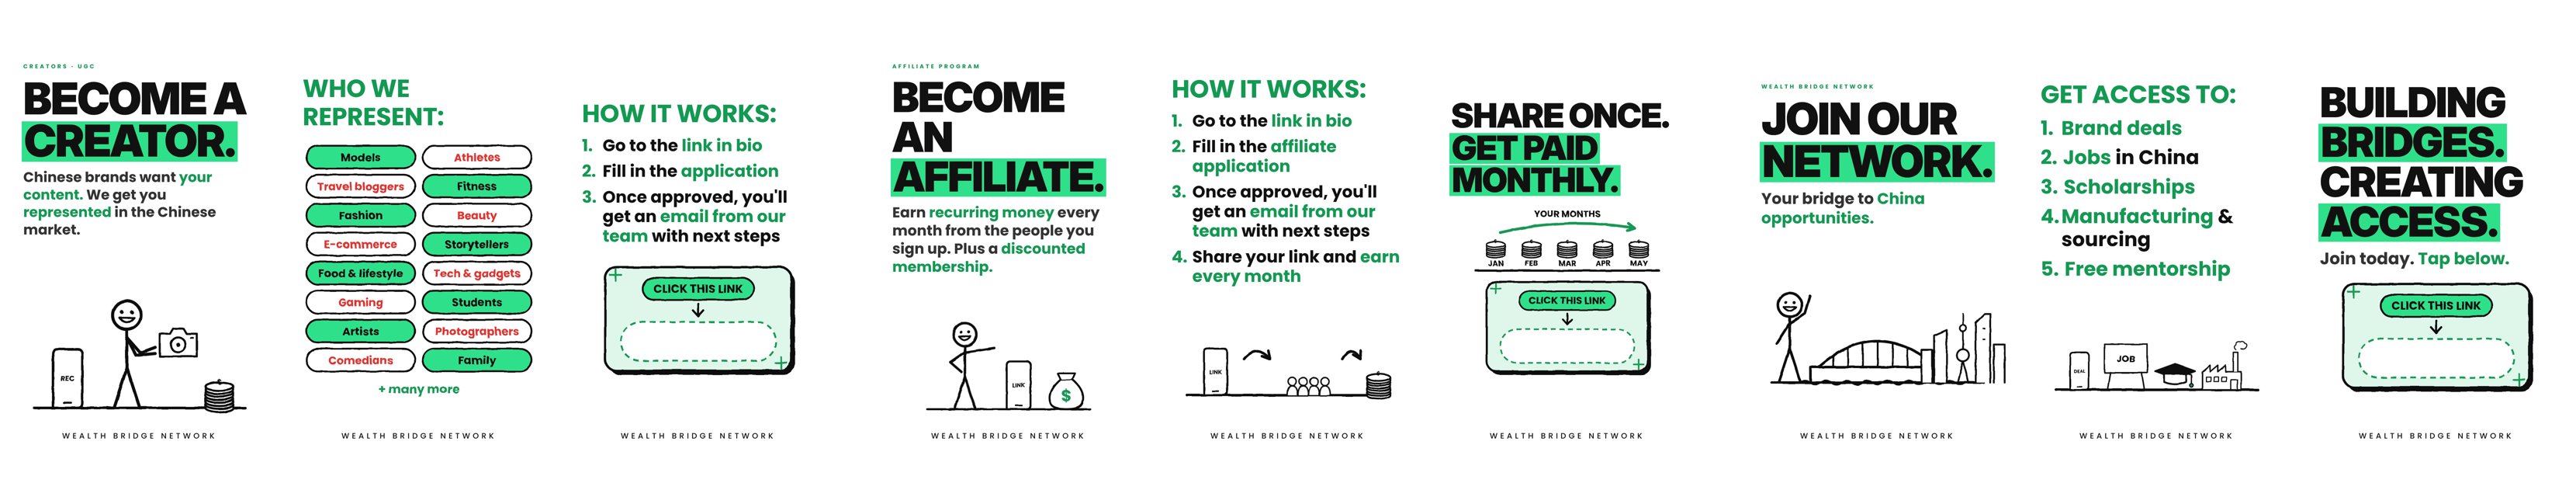 CREATORS · UGC
BECOME A
CREATOR.
Chinese brands want your
content. We get you
represented in the Chinese
market.
REC
WEALTH BRIDGE NETWORK
WHO WE
REPRESENT:
Models
Athletes
Travel bloggers
Fitness
Fashion
Beauty
E-commerce
Storytellers
Food & lifestyle
Tech & gadgets
Gaming
Students
Artists
Photographers
Comedians
Family
+ many more
WEALTH BRIDGE NETWORK
HOW IT WORKS:
1. Go to the link in bio
2. Fill in the application
3. Once approved, you'll
get an email from our
team with next steps
CLICK THIS LINK
WEALTH BRIDGE NETWORK
AFFILIATE PROGRAM
BECOME
AN
AFFILIATE.
Earn recurring money every
month from the people you
sign up. Plus a discounted
membership.
LINK
$
WEALTH BRIDGE NETWORK
HOW IT WORKS:
1. Go to the link in bio
2. Fill in the affiliate
application
3. Once approved, you'll
get an email from our
team with next steps
4. Share your link and earn
every month
LINK
WEALTH BRIDGE NETWORK
SHARE ONCE.
GET PAID
MONTHLY.
YOUR MONTHS
JAN FEB MAR APR MAY
CLICK THIS LINK
WEALTH BRIDGE NETWORK
WEALTH BRIDGE NETWORK
JOIN OUR
NETWORK.
Your bridge to China
opportunities.
WEALTH BRIDGE NETWORK
GET ACCESS TO:
1. Brand deals
2. Jobs in China
3. Scholarships
4. Manufacturing &
sourcing
5. Free mentorship
DEAL
JOB
WEALTH BRIDGE NETWORK
BUILDING
BRIDGES.
CREATING
ACCESS.
Join today. Tap below.
CLICK THIS LINK
WEALTH BRIDGE NETWORK